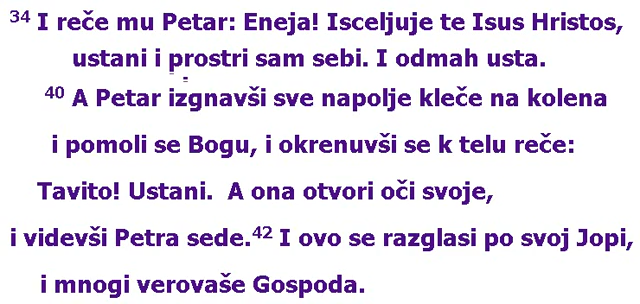 34 I reče mu Petar: Eneja! Isceljuje te Isus Hristos,
ustani i prostri sam sebi. I odmah usta.
40 A Petar izgnavši sve napolje kleče na kolena
i pomoli se Bogu, i okrenuvši se k telu reče:
Tavito! Ustani. A ona otvori oči svoje,
i videvši Petra sede.42 I ovo se razglasi po svoj Jopi,
i mnogi verovaše Gospoda.